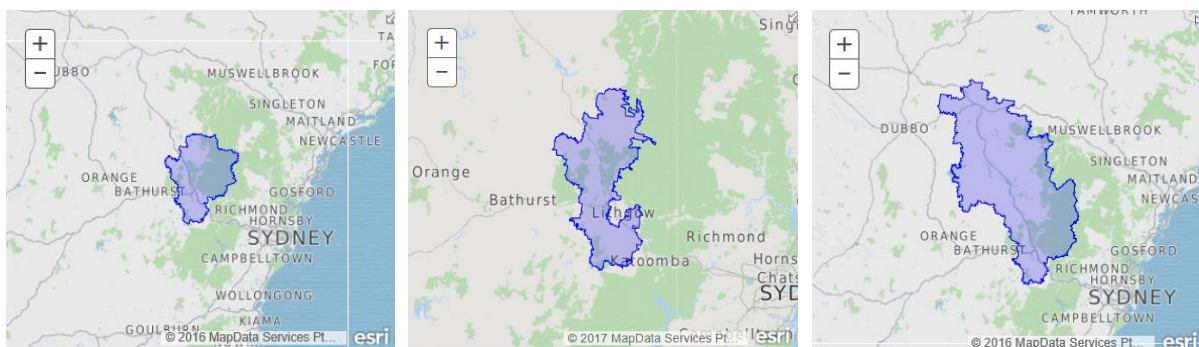 +
−
MUSWELLBROOK
SINGLETON
MAITLAND
NEWCASTLE
ORANGE
BATHURST
GOSFORD
RICHMOND
HORNSBY
SYDNEY
CAMPBELLTOWN
WOLLONGONG
KIAMA
© 2016 MapData Services Pt...
esri
+
−
Orange
Bathurst
Lithgow
Richmond
Katoomba
© 2017 MapData Services Pt...
esri
TAMWORTH
+
−
DUBBO
MUSWELLBROOK
SINGLETON
MAITLAND
ORANGE
BATHURST
GOSFORD
RICHMOND
HORNSBY
SYDNEY
CAMPBELLTOWN
© 2016 MapData Services Pt...
esri